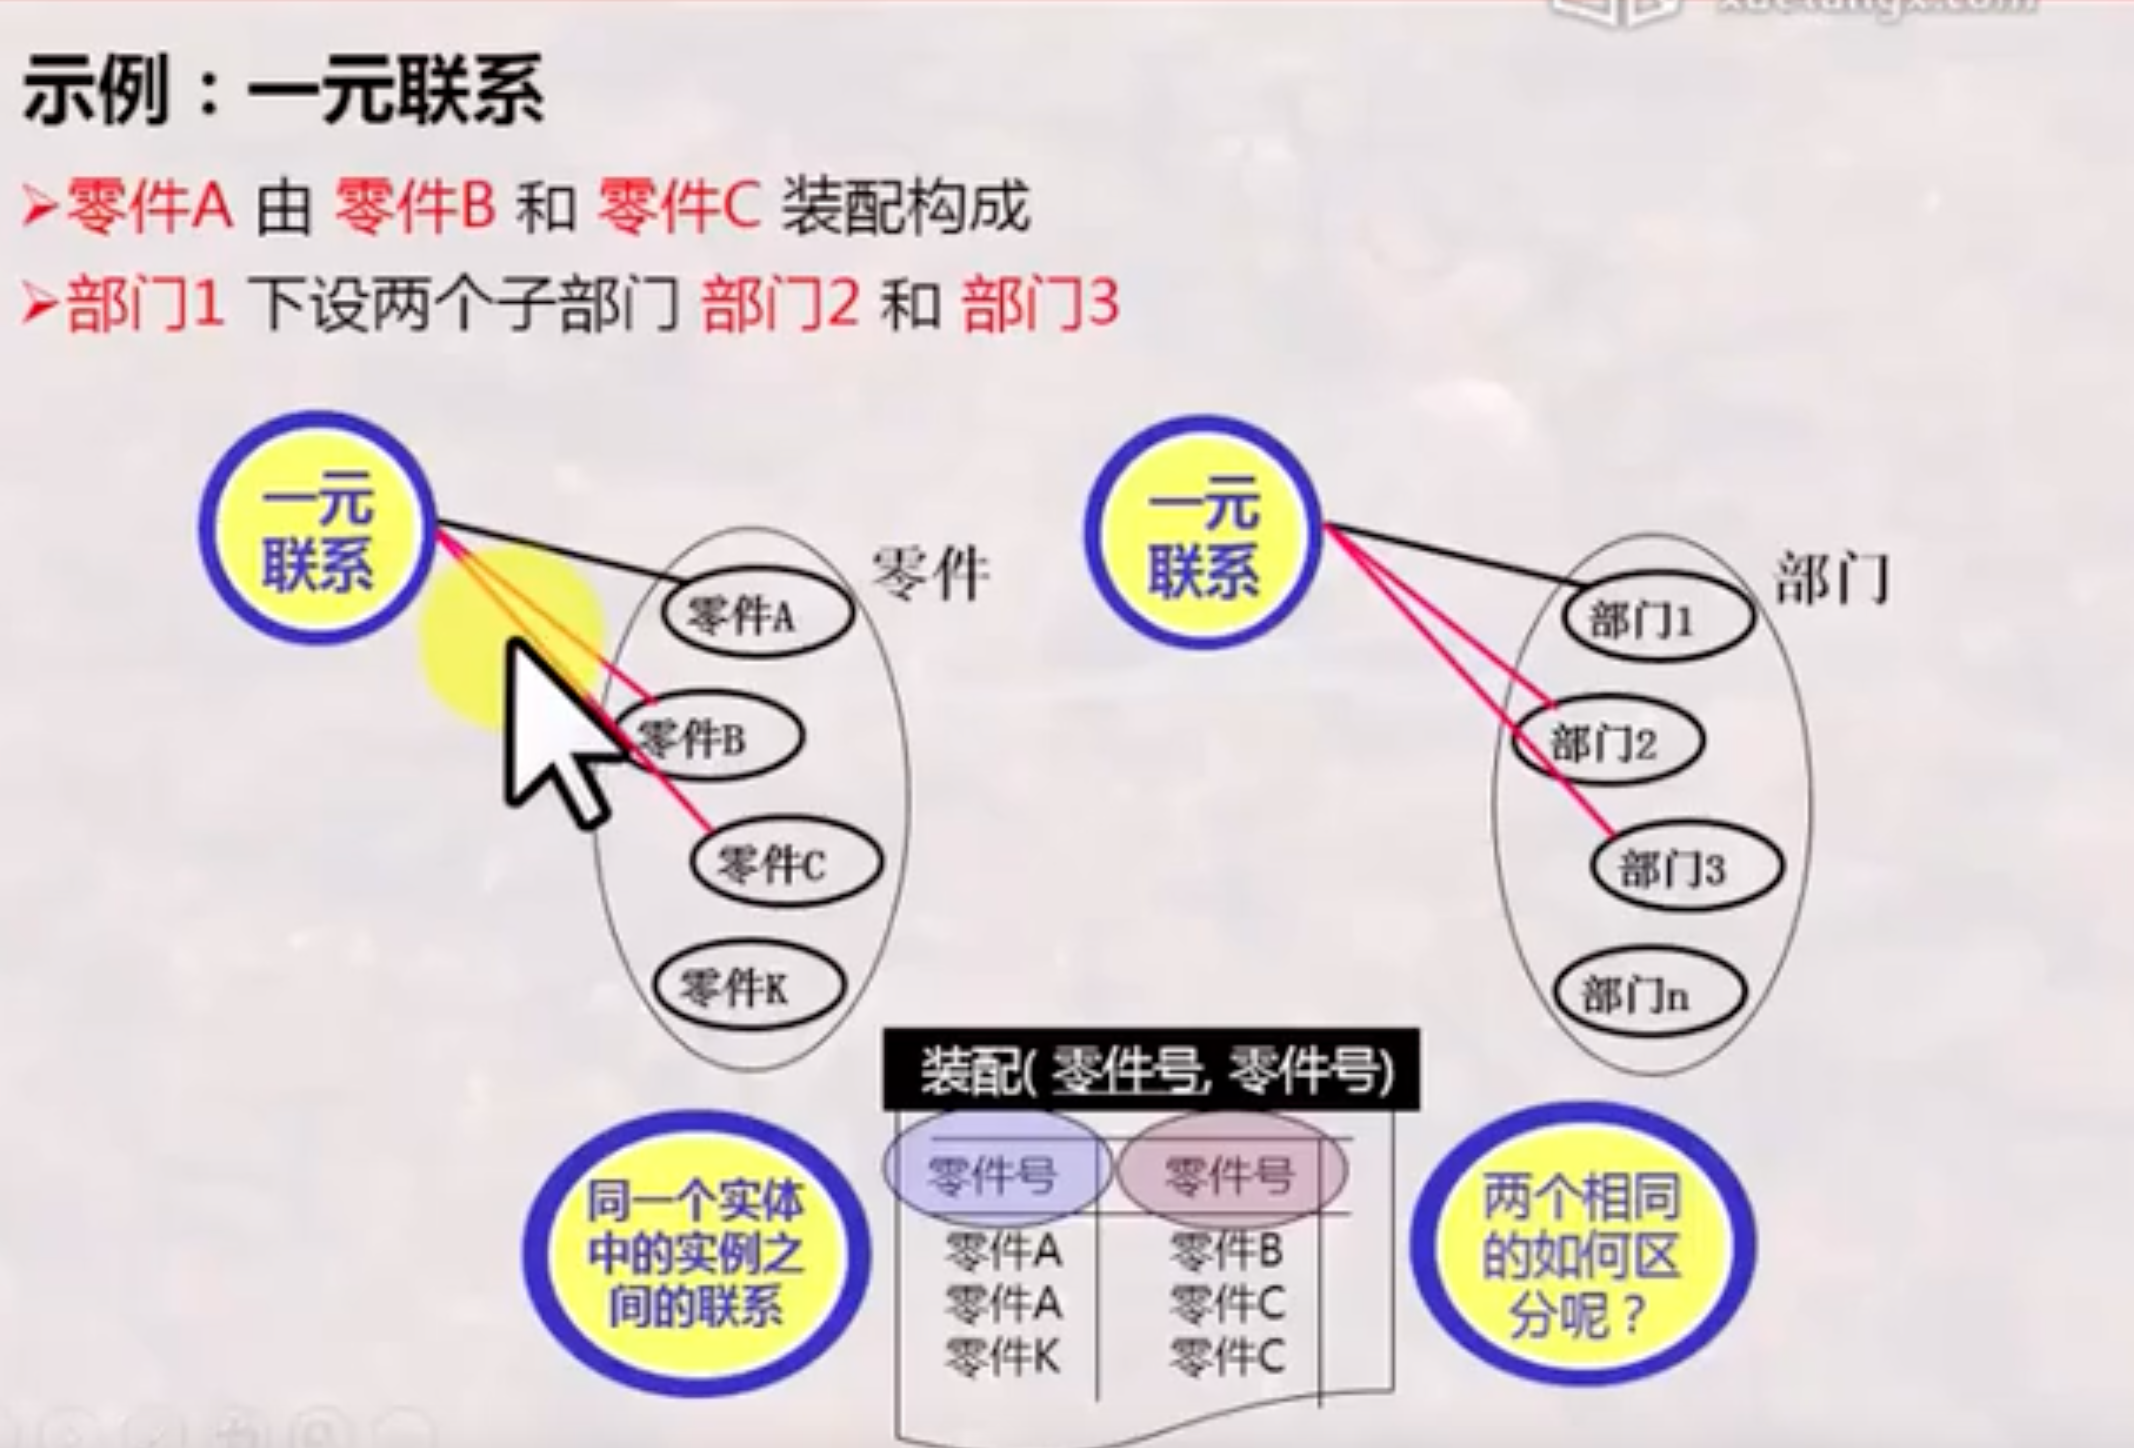 示例：一元联系
➢零件A 由 零件B 和 零件C 装配构成
➢部门1 下设两个子部门 部门2 和 部门3
一元
联系
零件
零件A
零件B
零件C
零件K
一元
联系
部门
部门1
部门2
部门3
部门n
同一个实体
中的实例之
间的联系
装配( 零件号, 零件号)
零件号 零件号
零件A 零件B
零件A 零件C
零件K 零件C
两个相同
的如何区
分呢？